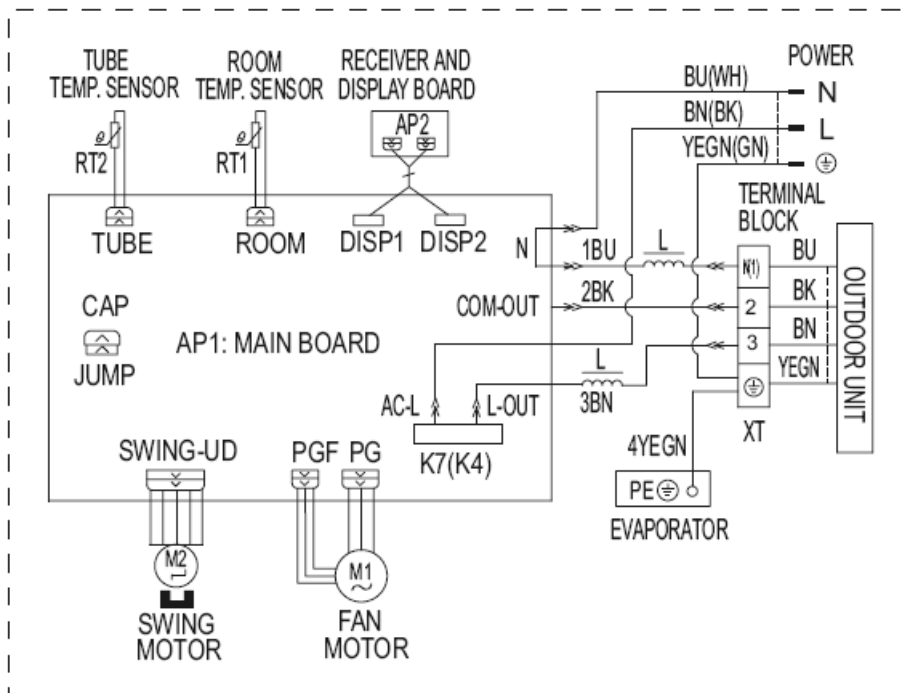 TUBE
TEMP. SENSOR
ROOM
TEMP. SENSOR
RECEIVER AND
DISPLAY BOARD
POWER
BU(WH)
N
BN(BK)
L
YEGN(GN)
AP2
θ
RT2
θ
RT1
TERMINAL
BLOCK
TUBE
ROOM
DISP1
DISP2
N
1BU
L
N(1)
BU
COM-OUT
2BK
2
BK
CAP
JUMP
AP1: MAIN BOARD
3
BN
L
3BN
YEGN
OUTDOOR UNIT
AC-L
L-OUT
K7(K4)
XT
4YEGN
SWING-UD
PGF
PG
PE
EVAPORATOR
M2
M1
~
SWING
MOTOR
FAN
MOTOR